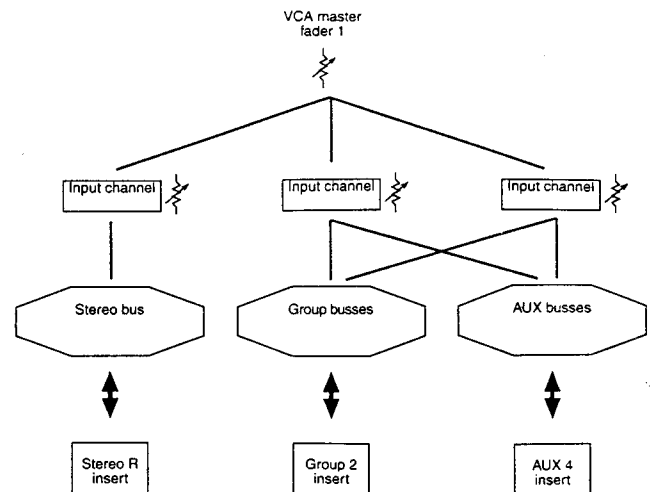 VCA master
fader 1
Input channel
Input channel
Input channel
Stereo bus
Group busses
AUX busses
Stereo R
insert
Group 2
insert
AUX 4
insert